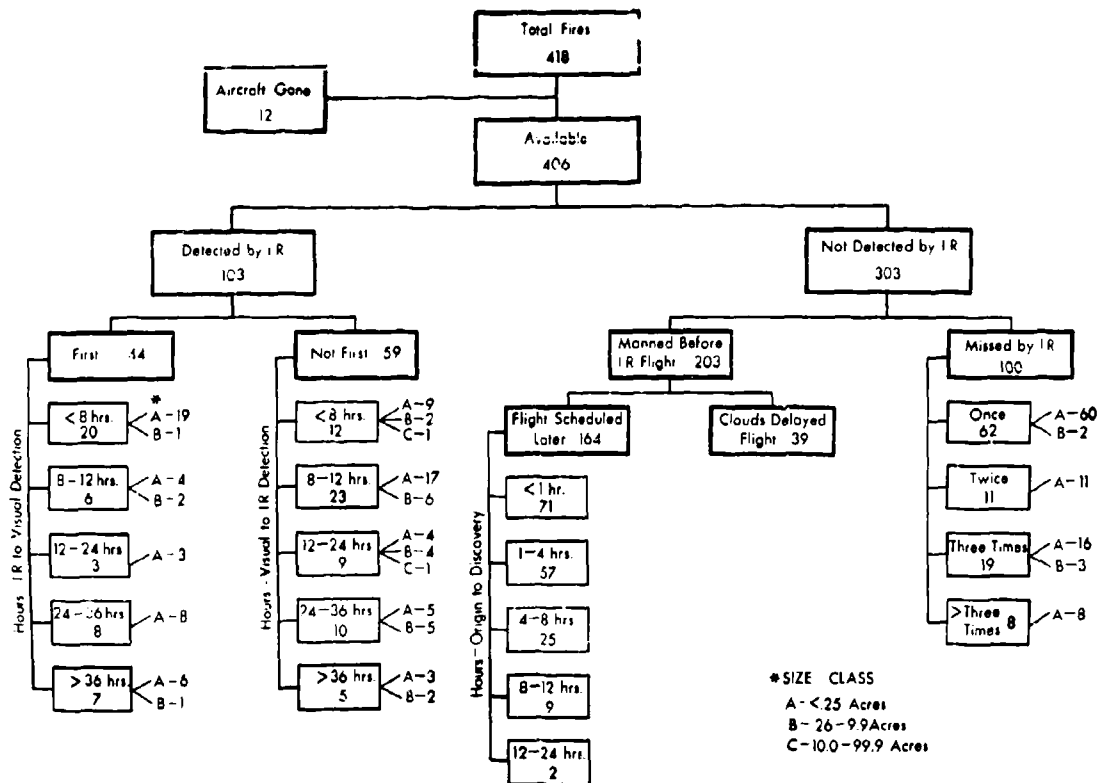 Total Fires
418
Aircraft Gone
12
Available
406
Detected by IR
103
Not Detected by IR
303
First 44
Not First 59
Manned Before
IR Flight 203
Missed by IR
100
Hours IR to Visual Detection
*
<8 hrs.
20
A-19
B-1
8-12 hrs.
6
A-4
B-2
12-24 hrs
3
A-3
24-36 hrs
8
A-8
>36 hrs.
7
A-6
B-1
Hours-Visual to IR Detection
<8 hrs.
12
A-9
B-2
C-1
8-12 hrs.
23
A-17
B-6
12-24 hrs
9
A-4
B-4
C-1
24-36 hrs
10
A-5
B-5
>36 hrs.
5
A-3
B-2
Flight Scheduled
Later 164
Clouds Delayed
Flight 39
Hours-Origin to Discovery
<1 hr.
71
1-4 hrs.
57
4-8 hrs
25
8-12 hrs
9
12-24 hrs
2
Once
62
A-60
B-2
Twice
11
A-11
Three Times
19
A-16
B-3
>Three
Times 8
A-8
*SIZE CLASS
A-<.25 Acres
B-26-9.9Acres
C-10.0-99.9 Acres